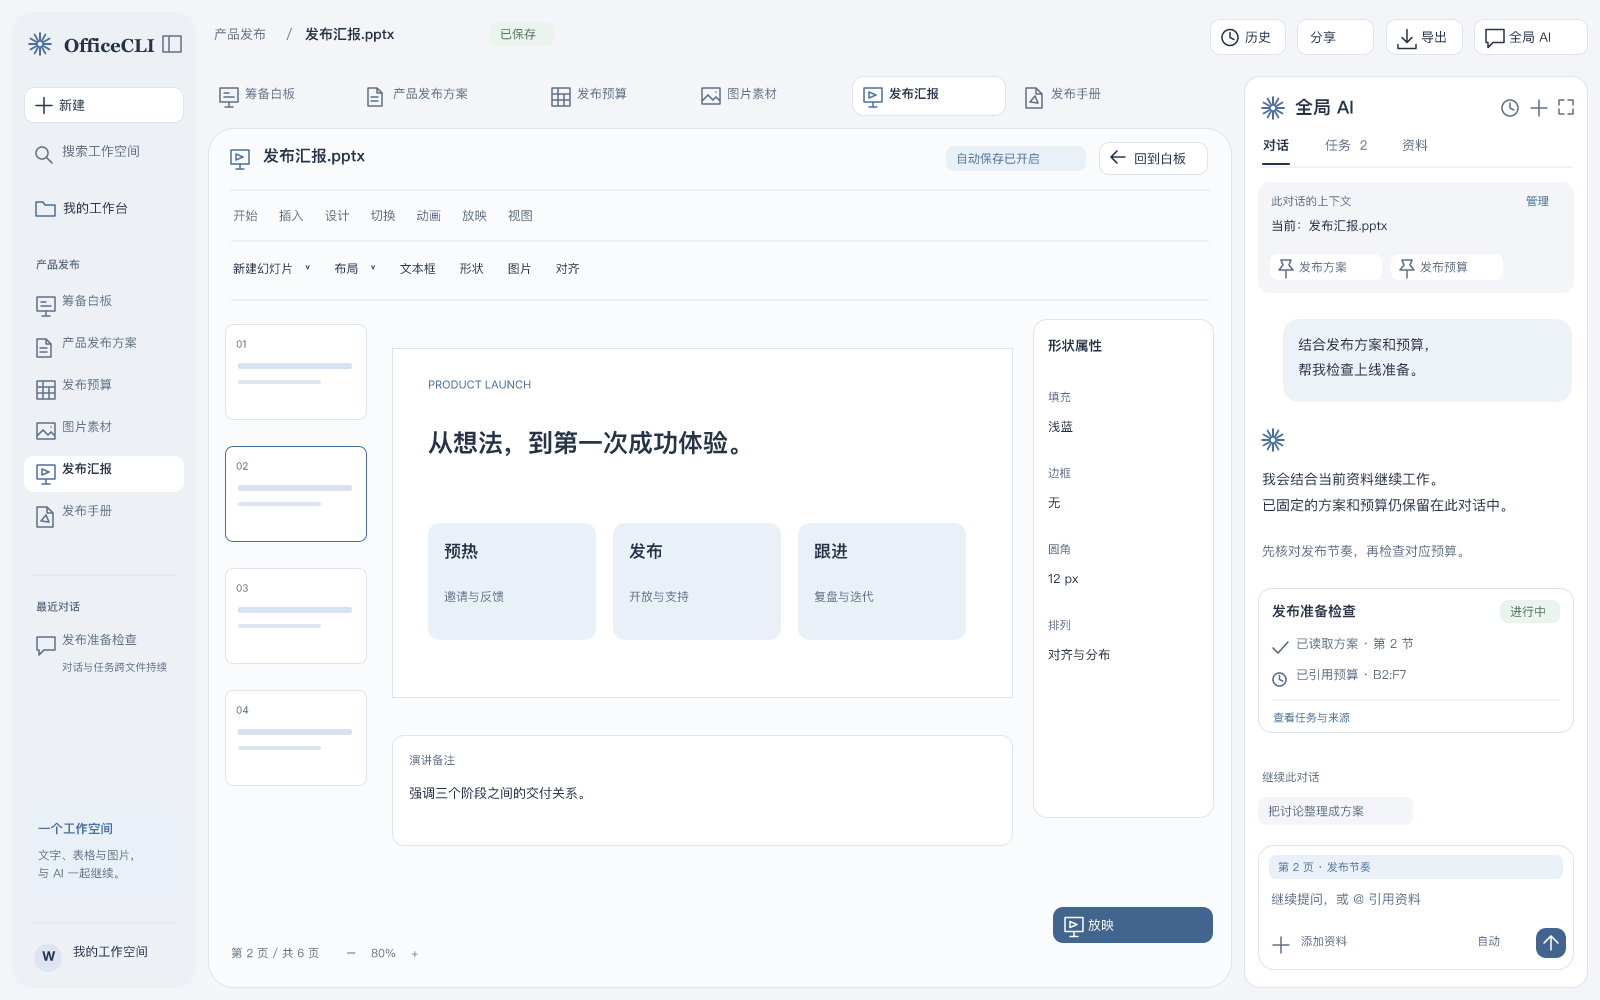 OfficeCLI
新建
搜索工作空间
我的工作台
产品发布
筹备白板
产品发布方案
发布预算
图片素材
发布汇报
发布手册
最近对话
发布准备检查
对话与任务跨文件持续
一个工作空间
文字、表格与图片，
与 AI 一起继续。
W 我的工作空间
产品发布 / 发布汇报.pptx 已保存
历史 分享 导出 全局 AI
筹备白板 产品发布方案 发布预算 图片素材 发布汇报 发布手册
发布汇报.pptx 自动保存已开启 回到白板
开始 插入 设计 切换 动画 放映 视图
新建幻灯片 ˅ 布局 ˅ 文本框 形状 图片 对齐
01
02
03
04
PRODUCT LAUNCH
从想法，到第一次成功体验。
预热 发布 跟进
邀请与反馈 开放与支持 复盘与迭代
演讲备注
强调三个阶段之间的交付关系。
形状属性
填充
浅蓝
边框
无
圆角
12 px
排列
对齐与分布
放映
第 2 页 / 共 6 页 − 80% +
全局 AI
对话 任务 2 资料
此对话的上下文 管理
当前：发布汇报.pptx
发布方案 发布预算
结合发布方案和预算，
帮我检查上线准备。
我会结合当前资料继续工作。
已固定的方案和预算仍保留在此对话中。
先核对发布节奏，再检查对应预算。
发布准备检查 进行中
已读取方案 · 第 2 节
已引用预算 · B2:F7
查看任务与来源
继续此对话
把讨论整理成方案
第 2 页 · 发布节奏
继续提问，或 @ 引用资料
添加资料 自动